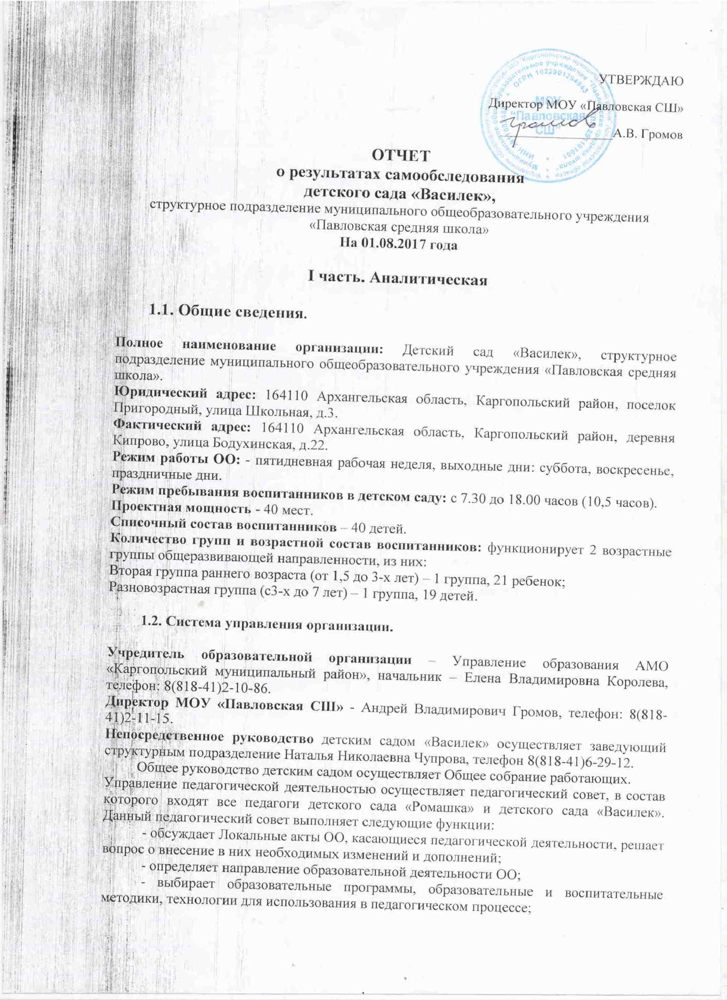 УТВЕРЖДАЮ
Директор МОУ «Павловская СШ»
А.В. Громов
ОГРН 1022901294943
МОУ
"Павловская
СШ"
ОТЧЕТ
о результатах самообследования
детского сада «Василек»,
структурное подразделение муниципального общеобразовательного учреждения
«Павловская средняя школа»
На 01.08.2017 года
I часть. Аналитическая
1.1. Общие сведения.
Полное наименование организации: Детский сад «Василек», структурное
подразделение муниципального общеобразовательного учреждения «Павловская средняя
школа».
Юридический адрес: 164110 Архангельская область, Каргопольский район, поселок
Пригородный, улица Школьная, д.3.
Фактический адрес: 164110 Архангельская область, Каргопольский район, деревня
Кипрово, улица Бодухинская, д.22.
Режим работы ОО: - пятидневная рабочая неделя, выходные дни: суббота, воскресенье,
праздничные дни.
Режим пребывания воспитанников в детском саду: с 7.30 до 18.00 часов (10,5 часов).
Проектная мощность - 40 мест.
Списочный состав воспитанников – 40 детей.
Количество групп и возрастной состав воспитанников: функционирует 2 возрастные
группы общеразвивающей направленности, из них:
Вторая группа раннего возраста (от 1,5 до 3-х лет) – 1 группа, 21 ребенок;
Разновозрастная группа (с3-х до 7 лет) – 1 группа, 19 детей.
1.2. Система управления организации.
Учредитель образовательной организации – Управление образования АМО
«Каргопольский муниципальный район», начальник – Елена Владимировна Королева,
телефон: 8(818-41)2-10-86.
Директор МОУ «Павловская СШ» - Андрей Владимирович Громов, телефон: 8(818-
41)2-11-15.
Непосредственное руководство детским садом «Василек» осуществляет заведующий
структурным подразделение Наталья Николаевна Чупрова, телефон 8(818-41)6-29-12.
Общее руководство детским садом осуществляет Общее собрание работающих.
Управление педагогической деятельностью осуществляет педагогический совет, в состав
которого входят все педагоги детского сада «Ромашка» и детского сада «Василек».
Данный педагогический совет выполняет следующие функции:
- обсуждает Локальные акты ОО, касающиеся педагогической деятельности, решает
вопрос о внесение в них необходимых изменений и дополнений;
- определяет направление образовательной деятельности ОО;
- выбирает образовательные программы, образовательные и воспитательные
методики, технологии для использования в педагогическом процессе;